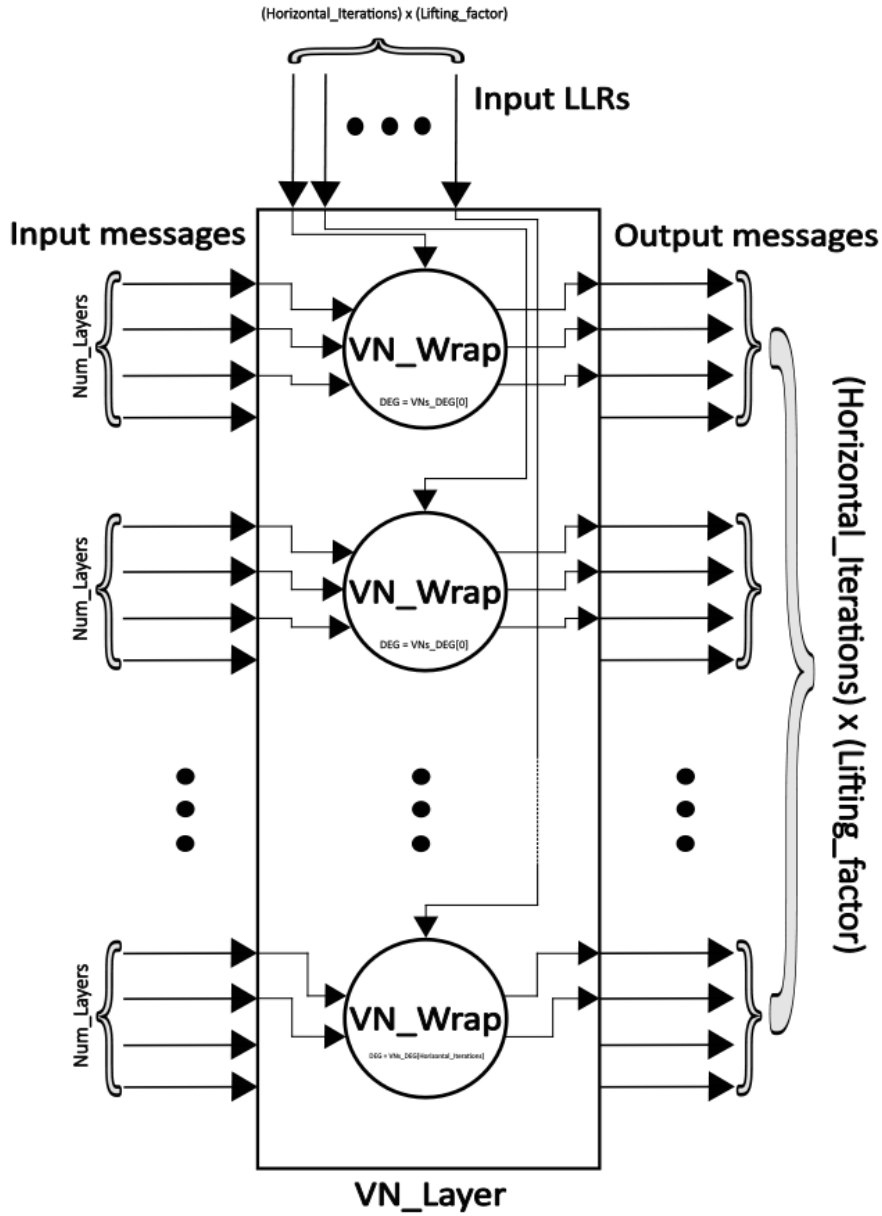 (Horizontal_Iterations) x (Lifting_factor)
Input LLRs
Input messages
Output messages
Num_Layers
VN_Wrap
DEG = VNs_DEG[0]
Num_Layers
VN_Wrap
DEG = VNs_DEG[0]
(Horizontal_Iterations) x (Lifting_factor)
Num_Layers
VN_Wrap
DEG = VNs_DEG[Horizontal_Iterations]
VN_Layer